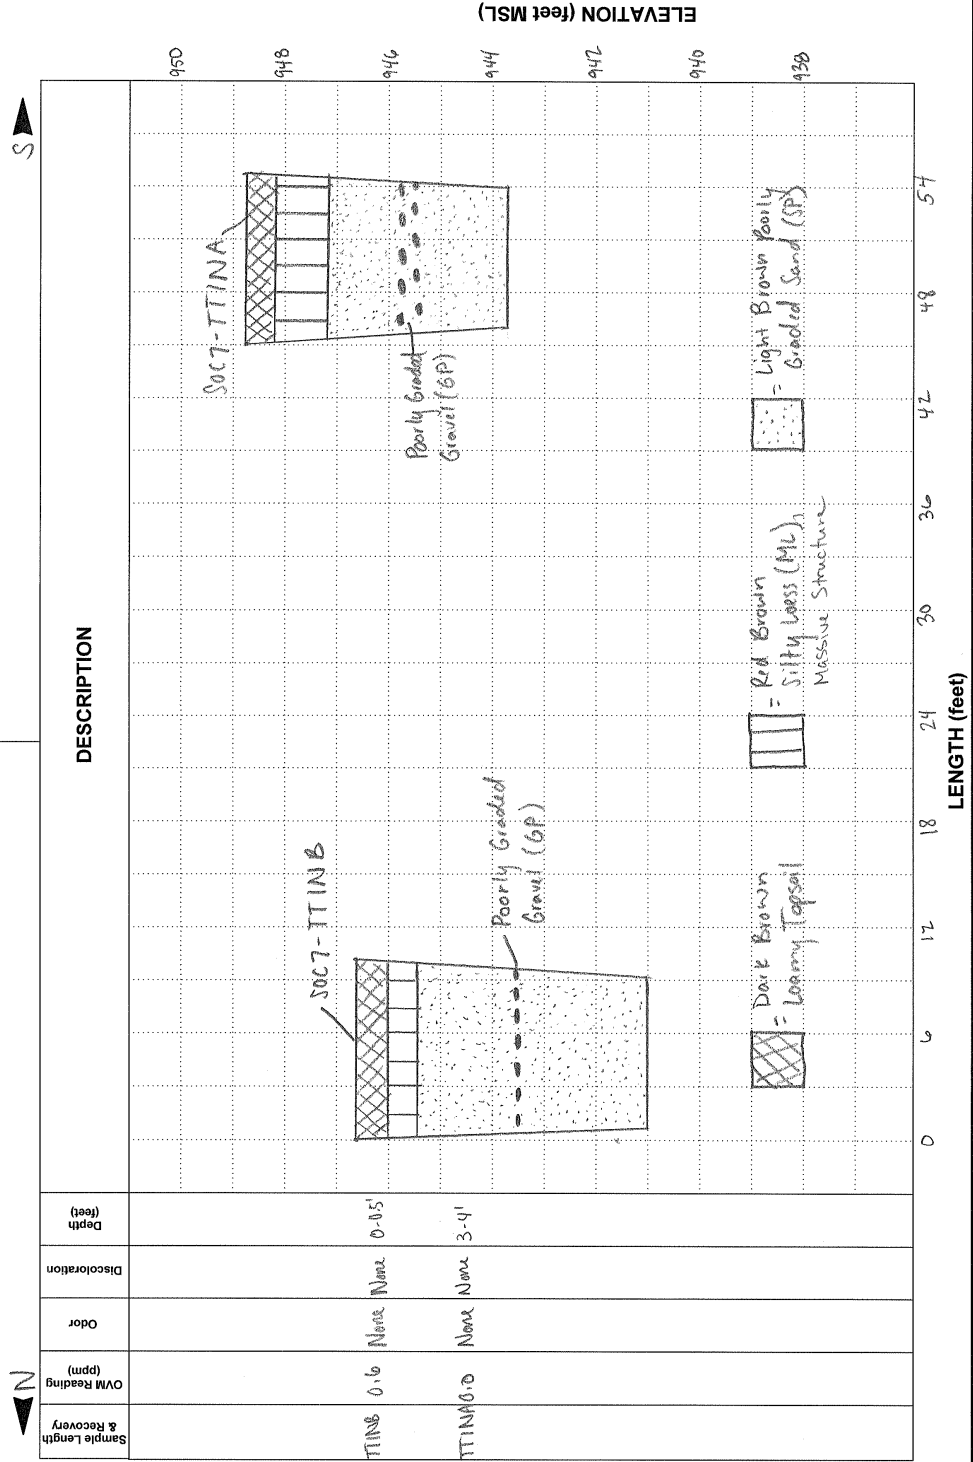 N
S
DESCRIPTION
Sample Length
& Recovery
OVM Reading
(ppm)
Odor
Discoloration
Depth
(feet)
TTINB 0.6 None None 0-0.5'
TTINA 0.0 None None 3-4'
SOC7-TTINB
SOC7-TTINA
Poorly Graded
Gravel (GP)
Poorly Graded
Gravel (GP)
= Dark Brown
Loamy Topsoil
= Red Brown
Silty Loess (ML),
Massive Structure
= Light Brown Poorly
Graded Sand (SP)
950
948
946
944
942
940
938
ELEVATION (feet MSL)
0 6 12 18 24 30 36 42 48 54
LENGTH (feet)